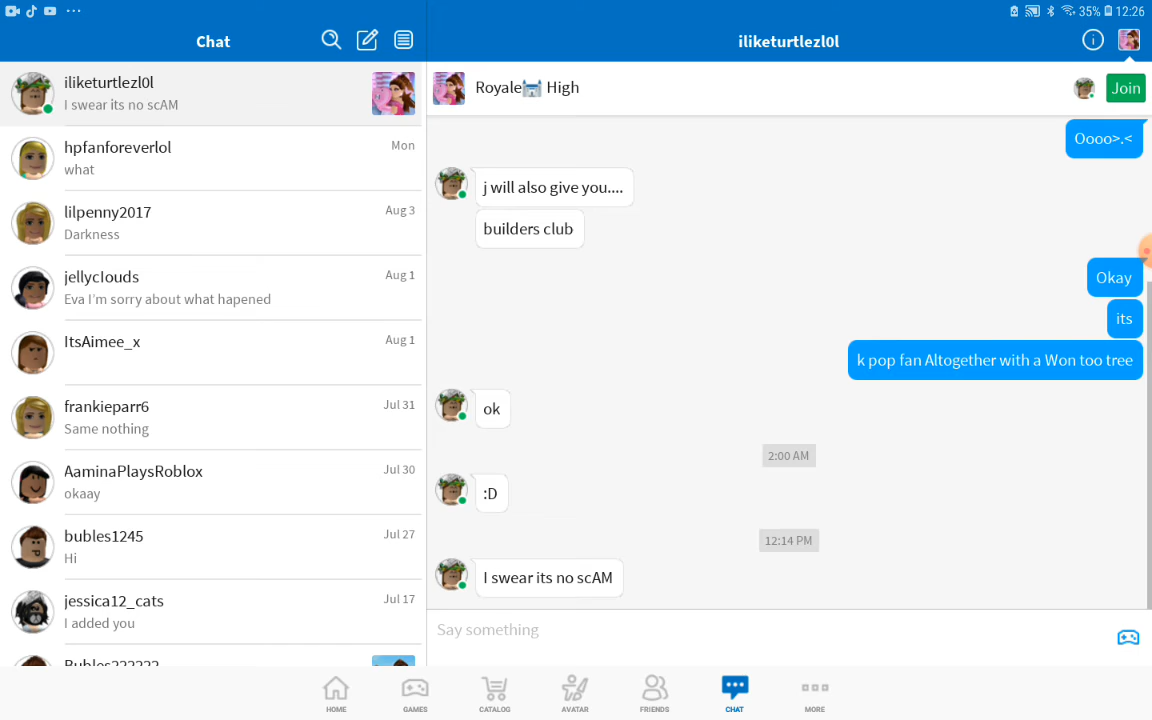 35% 12:26
Chat
iliketurtlezl0l
iliketurtlezl0l
I swear its no scAM
hpfanforeverlol Mon
what
lilpenny2017 Aug 3
Darkness
jellyclouds Aug 1
Eva I'm sorry about what hapened
ItsAimee_x Aug 1
frankieparr6 Jul 31
Same nothing
AaminaPlaysRoblox Jul 30
okaay
bubles1245 Jul 27
Hi
jessica12_cats Jul 17
I added you
Bubles222222
Royale High
Join
Oooo>.<
j will also give you....
builders club
Okay
its
k pop fan Altogether with a Won too tree
ok
2:00 AM
:D
12:14 PM
I swear its no scAM
Say something
HOME GAMES CATALOG AVATAR FRIENDS CHAT MORE